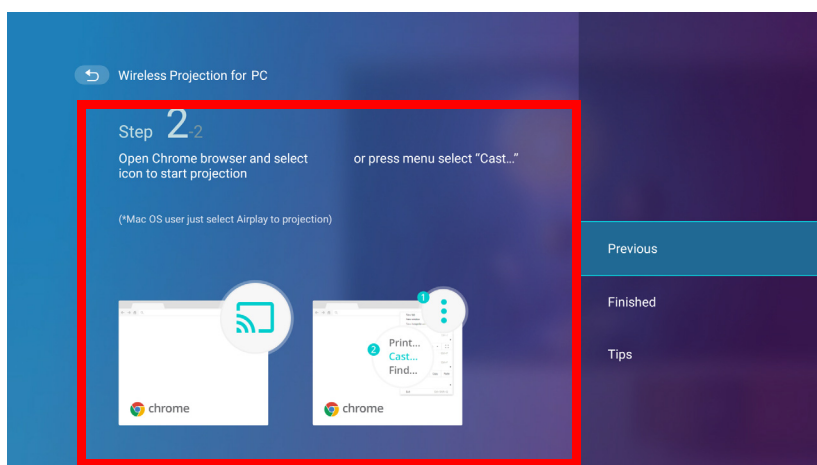 Wireless Projection for PC
Step 2-2
Open Chrome browser and select or press menu select “Cast...”
icon to start projection
(*Mac OS user just select Airplay to projection)
Previous
Finished
Tips
1
2
Print...
Cast...
Find...
chrome
chrome